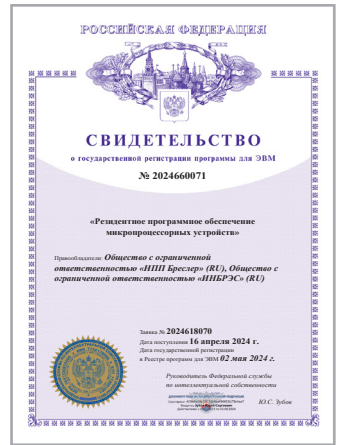 РОССИЙСКАЯ ФЕДЕРАЦИЯ
СВИДЕТЕЛЬСТВО
о государственной регистрации программы для ЭВМ
№ 2024660071
«Резидентное программное обеспечение
микропроцессорных устройств»
Правообладатели: Общество с ограниченной
ответственностью «НПП Бреслер» (RU), Общество с
ограниченной ответственностью «ИНБРЭС» (RU)
Заявка № 2024618070
Дата поступления 16 апреля 2024 г.
Дата государственной регистрации
в Реестре программ для ЭВМ 02 мая 2024 г.
Руководитель Федеральной службы
по интеллектуальной собственности
Ю.С. Зубов